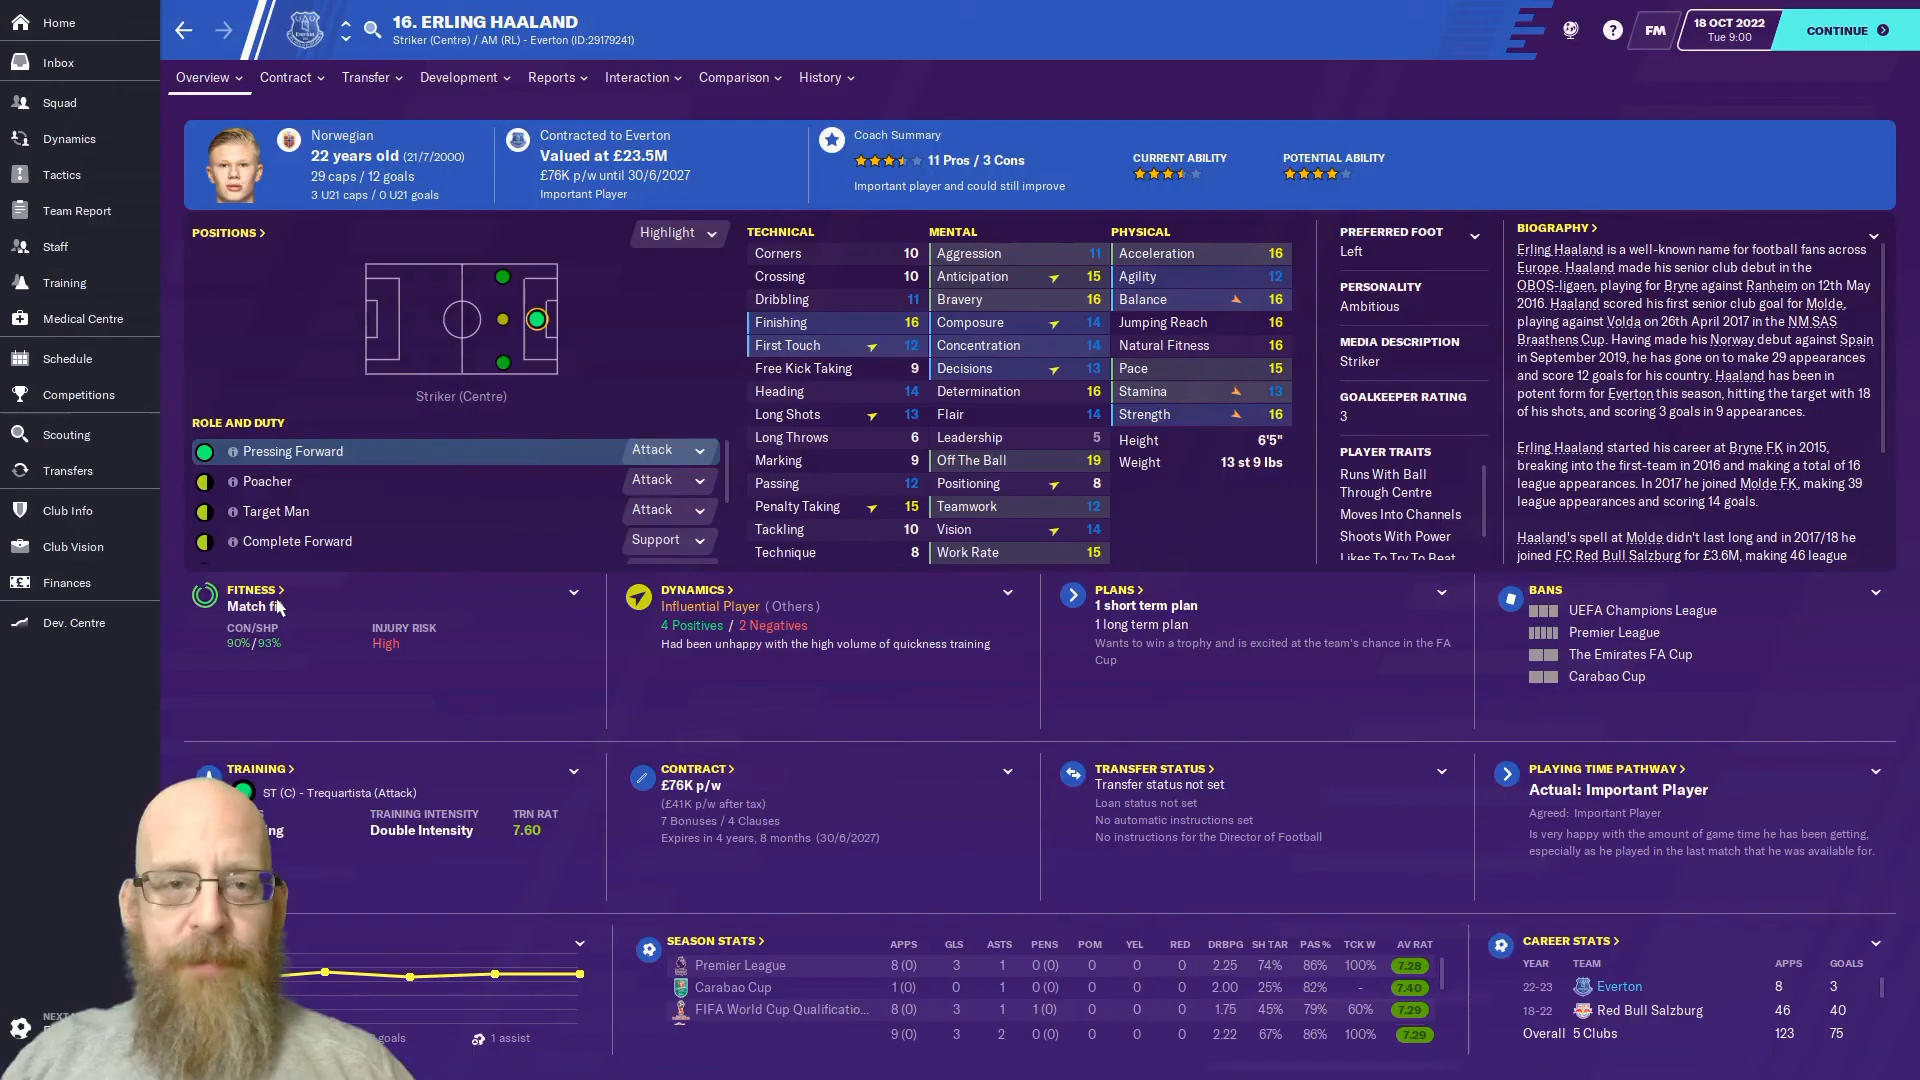 Home
Inbox
Squad
Dynamics
Tactics
Team Report
Staff
Training
Medical Centre
Schedule
Competitions
Scouting
Transfers
Club Info
Club Vision
Finances
Dev. Centre
16. ERLING HAALAND
Striker (Centre) / AM (RL) - Everton (ID:29179241)
FM
18 OCT 2022
Tue 9:00
CONTINUE
Overview Contract Transfer Development Reports Interaction Comparison History
Norwegian
22 years old (21/7/2000)
29 caps / 12 goals
3 U21 caps / 0 U21 goals
Contracted to Everton
Valued at £23.5M
£76K p/w until 30/6/2027
Important Player
Coach Summary
11 Pros / 3 Cons
Important player and could still improve
CURRENT ABILITY
POTENTIAL ABILITY
POSITIONS >
Highlight
Striker (Centre)
ROLE AND DUTY
Pressing Forward Attack
Poacher Attack
Target Man Attack
Complete Forward Support
TECHNICAL
Corners 10
Crossing 10
Dribbling 11
Finishing 16
First Touch 12
Free Kick Taking 9
Heading 14
Long Shots 13
Long Throws 6
Marking 9
Passing 12
Penalty Taking 15
Tackling 10
Technique 8
MENTAL
Aggression 11
Anticipation 15
Bravery 16
Composure 14
Concentration 14
Decisions 13
Determination 16
Flair 14
Leadership 5
Off The Ball 19
Positioning 8
Teamwork 12
Vision 14
Work Rate 15
PHYSICAL
Acceleration 16
Agility 12
Balance 16
Jumping Reach 16
Natural Fitness 16
Pace 15
Stamina 13
Strength 16
Height 6'5"
Weight 13 st 9 lbs
PREFERRED FOOT
Left
PERSONALITY
Ambitious
MEDIA DESCRIPTION
Striker
GOALKEEPER RATING
3
PLAYER TRAITS
Runs With Ball
Through Centre
Moves Into Channels
Shoots With Power
Likes To Try To Beat
BIOGRAPHY >
Erling Haaland is a well-known name for football fans across
Europe. Haaland made his senior club debut in the
OBOS-ligaen, playing for Bryne against Ranheim on 12th May
2016. Haaland scored his first senior club goal for Molde,
playing against Volda on 26th April 2017 in the NM SAS
Braathens Cup. Having made his Norway debut against Spain
in September 2019, he has gone on to make 29 appearances
and score 12 goals for his country. Haaland has been in
potent form for Everton this season, hitting the target with 18
of his shots, and scoring 3 goals in 9 appearances.
Erling Haaland started his career at Bryne FK in 2015,
breaking into the first-team in 2016 and making a total of 16
league appearances. In 2017 he joined Molde FK, making 39
league appearances and scoring 14 goals.
Haaland's spell at Molde didn't last long and in 2017/18 he
joined FC Red Bull Salzburg for £3.6M, making 46 league
FITNESS >
Match fit
CON/SHP
90%/93%
INJURY RISK
High
DYNAMICS >
Influential Player (Others)
4 Positives / 2 Negatives
Had been unhappy with the high volume of quickness training
PLANS >
1 short term plan
1 long term plan
Wants to win a trophy and is excited at the team's chance in the FA
Cup
BANS
UEFA Champions League
Premier League
The Emirates FA Cup
Carabao Cup
TRAINING >
ST (C) - Trequartista (Attack)
TRAINING INTENSITY
Double Intensity
TRN RAT
7.60
CONTRACT >
£76K p/w
(£41K p/w after tax)
7 Bonuses / 4 Clauses
Expires in 4 years, 8 months (30/6/2027)
TRANSFER STATUS >
Transfer status not set
Loan status not set
No automatic instructions set
No instructions for the Director of Football
PLAYING TIME PATHWAY >
Actual: Important Player
Agreed: Important Player
Is very happy with the amount of game time he has been getting,
especially as he played in the last match that he was available for.
goals 1 assist
SEASON STATS > APPS GLS ASTS PENS POM YEL RED DRBPG SH TAR PAS % TCK W AV RAT
Premier League 8 (0) 3 1 0 (0) 0 0 0 2.25 74% 86% 100% 7.28
Carabao Cup 1 (0) 0 1 0 (0) 0 0 0 2.00 25% 82% - 7.40
FIFA World Cup Qualificatio... 8 (0) 3 1 1 (0) 0 0 0 1.75 45% 79% 60% 7.29
9 (0) 3 2 0 (0) 0 0 0 2.22 67% 86% 100% 7.29
CAREER STATS >
YEAR TEAM APPS GOALS
22-23 Everton 8 3
18-22 Red Bull Salzburg 46 40
Overall 5 Clubs 123 75